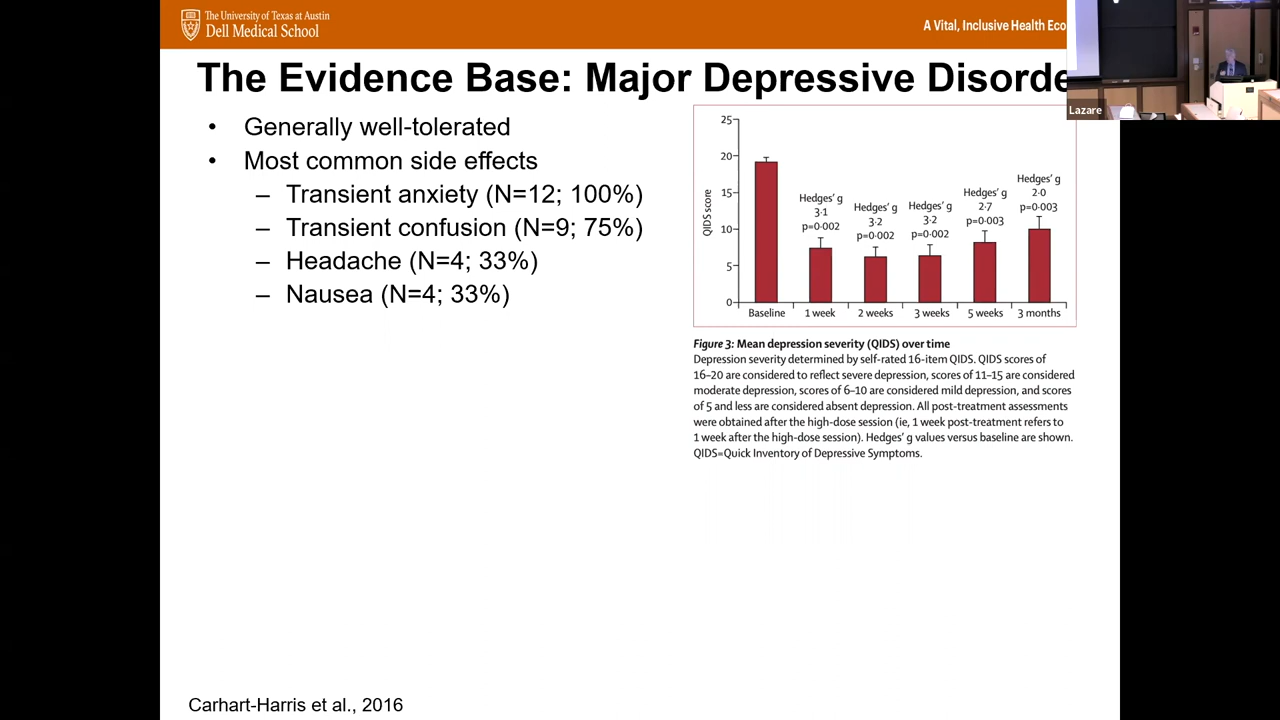 The University of Texas at Austin
Dell Medical School
A Vital, Inclusive Health Eco
Lazare
The Evidence Base: Major Depressive Disorde
• Generally well-tolerated
• Most common side effects
– Transient anxiety (N=12; 100%)
– Transient confusion (N=9; 75%)
– Headache (N=4; 33%)
– Nausea (N=4; 33%)
25
20
15
10
5
0
QIDS score
Hedges' g
3·1
p=0·002
Hedges' g
3·2
p=0·002
Hedges' g
3·2
p=0·002
Hedges' g
2·7
p=0·003
Hedges' g
2·0
p=0·003
Baseline 1 week 2 weeks 3 weeks 5 weeks 3 months
Figure 3: Mean depression severity (QIDS) over time
Depression severity determined by self-rated 16-item QIDS. QIDS scores of
16–20 are considered to reflect severe depression, scores of 11–15 are considered
moderate depression, scores of 6–10 are considered mild depression, and scores
of 5 and less are considered absent depression. All post-treatment assessments
were obtained after the high-dose session (ie, 1 week post-treatment refers to
1 week after the high-dose session). Hedges' g values versus baseline are shown.
QIDS=Quick Inventory of Depressive Symptoms.
Carhart-Harris et al., 2016